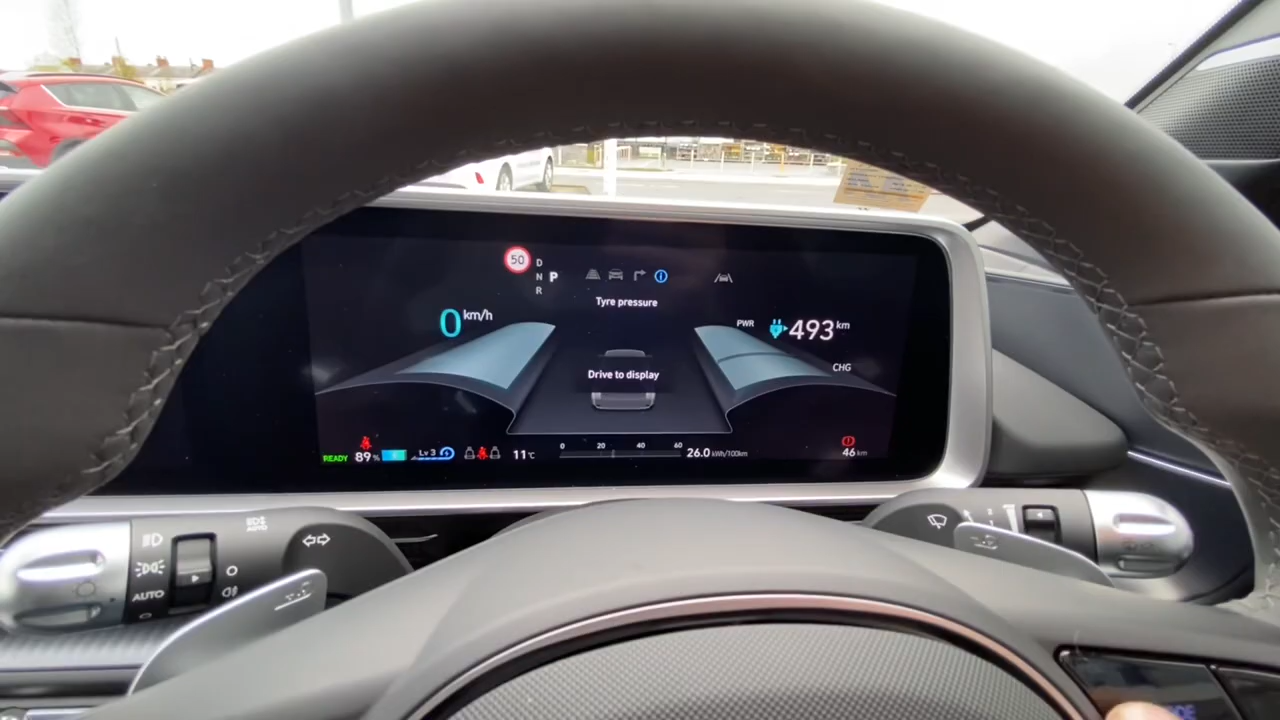 50
D
N P
R
Tyre pressure
0 km/h
PWR
493 km
Drive to display
CHG
0 20 40 60
READY 89% Lv 3 11°C 26.0 kWh/100km 46 km
AUTO
AUTO